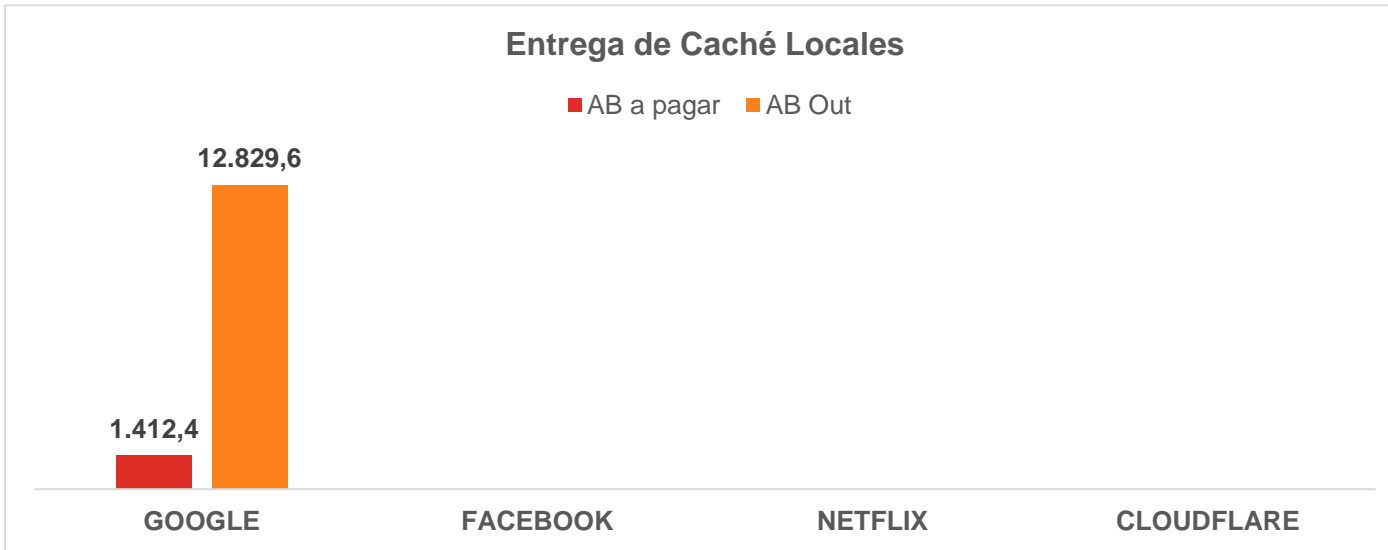 Entrega de Caché Locales
AB a pagar AB Out
12.829,6
1.412,4
GOOGLE FACEBOOK NETFLIX CLOUDFLARE